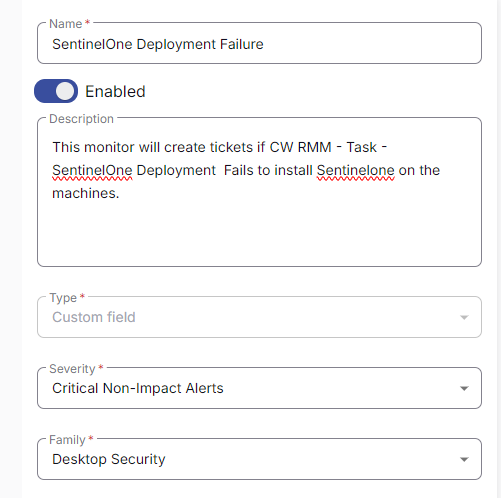 Name *
SentinelOne Deployment Failure
Enabled
Description
This monitor will create tickets if CW RMM - Task -
SentinelOne Deployment  Fails to install Sentinelone on the
machines.
Type *
Custom field
Severity *
Critical Non-Impact Alerts
Family *
Desktop Security